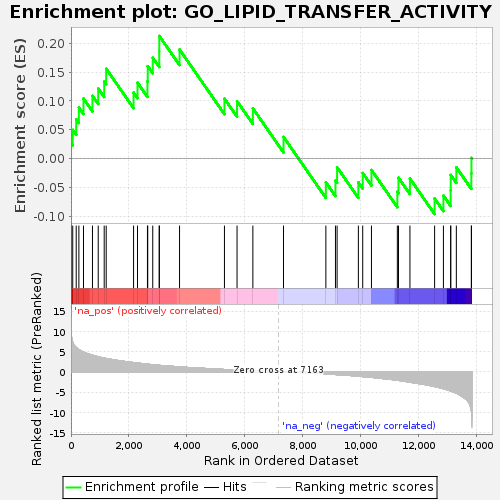 Enrichment plot: GO_LIPID_TRANSFER_ACTIVITY
Enrichment score (ES)
0.20
0.15
0.10
0.05
0.00
-0.05
-0.10
Ranked list metric (PreRanked)
15
10
5
0
-5
-10
-15
'na_pos' (positively correlated)
Zero cross at 7163
'na_neg' (negatively correlated)
0
2,000
4,000
6,000
8,000
10,000
12,000
14,000
Rank in Ordered Dataset
Enrichment profile
Hits
Ranking metric scores